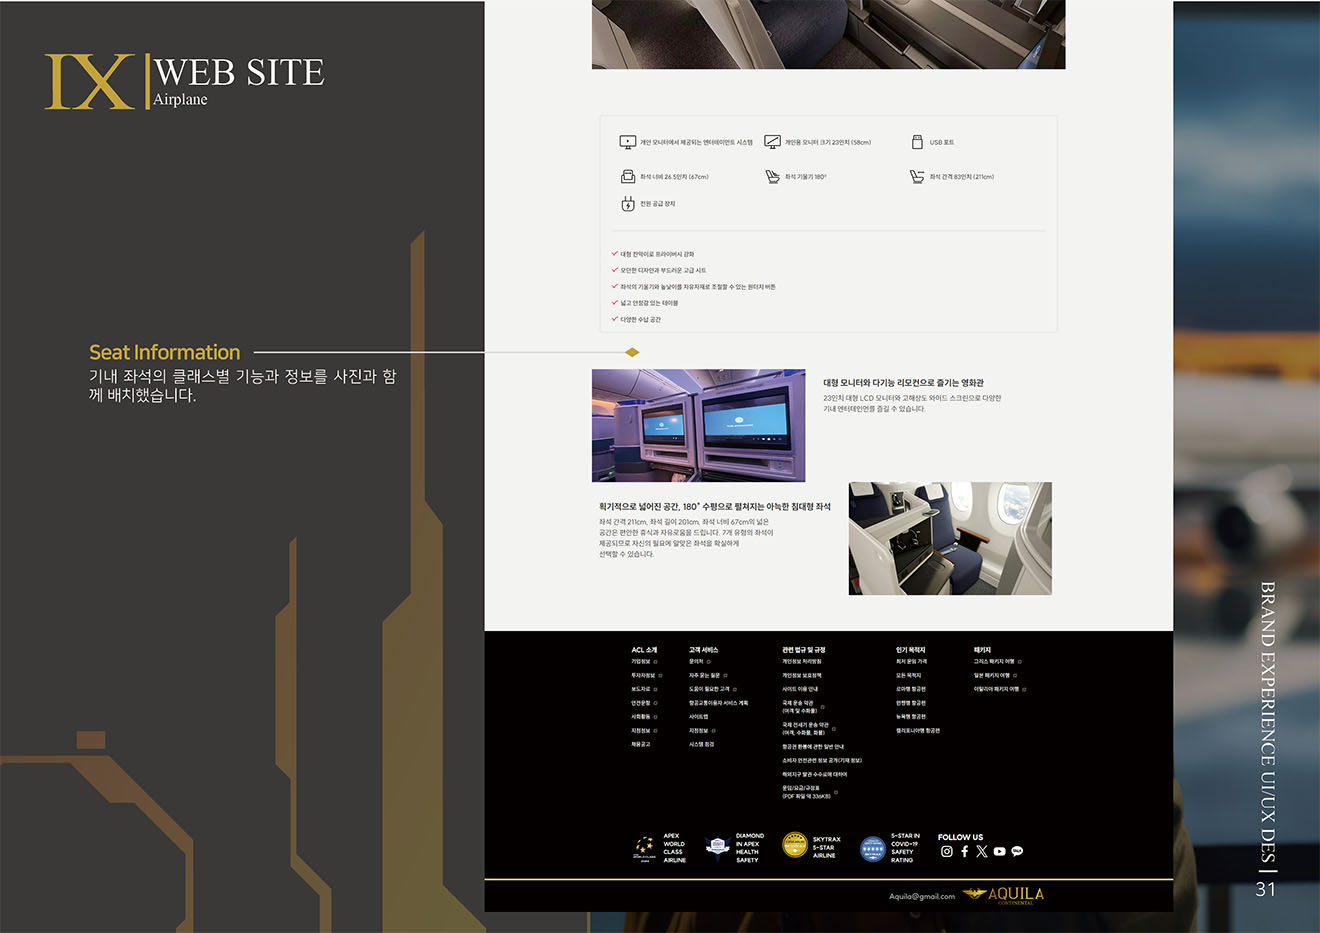 IX
WEB SITE
Airplane
Seat Information
기내 좌석의 클래스별 기능과 정보를 사진과 함
께 배치했습니다.
개인 모니터에서 제공되는 엔터테이먼트 시스템
개인용 모니터 크기 23인치 (58cm)
USB 포트
좌석 너비 26.5인치 (67cm)
좌석 기울기 180º
좌석 간격 83인치 (211cm)
전원 공급 장치
대형 칸막이로 프라이버시 강화
모던한 디자인과 부드러운 고급 시트
좌석의 기울기와 높낮이를 자유자재로 조절할 수 있는 원터치 버튼
넓고 안정감 있는 테이블
다양한 수납 공간
대형 모니터와 다기능 리모컨으로 즐기는 영화관
23인치 대형 LCD 모니터와 고해상도 와이드 스크린으로 다양한
기내 엔터테인먼를 즐길 수 있습니다.
획기적으로 넓어진 공간, 180˚ 수평으로 펼쳐지는 아늑한 침대형 좌석
좌석 간격 211cm, 좌석 길이 201cm, 좌석 너비 67cm의 넓은
공간은 편안한 휴식과 자유로움을 드립니다. 7개 유형의 좌석이
제공되므로 자신의 필요에 알맞은 좌석을 확실하게
선택할 수 있습니다.
ACL 소개
기업정보
투자자정보
보도자료
안전운항
사회활동
지점정보
채용공고
고객 서비스
문의처
자주 묻는 질문
도움이 필요한 고객
항공교통이용자 서비스 계획
사이트맵
지점정보
시스템 점검
관련 법규 및 규정
개인정보 처리방침
개인정보 보호정책
사이트 이용 안내
국제 운송 약관
(여객 및 수화물)
국제 전세기 운송 약관
(여객, 수화물, 화물)
항공권 환불에 관한 일반 안내
소비자 안전관련 정보 공개(기재 정보)
해외지구 발권 수수료에 대하여
운임/요금/규정표
(PDF 파일 약 336KB)
인기 목적지
최저 운임 가격
모든 목적지
로마행 항공편
런던행 항공편
뉴욕행 항공편
캘리포니아행 항공편
패키지
그리스 패키지 여행
일본 패키지 여행
이탈리아 패키지 여행
APEX
WORLD
CLASS
AIRLINE
DIAMOND
IN APEX
HEALTH
SAFETY
SKYTRAX
5-STAR
AIRLINE
5-STAR IN
COVID-19
SAFETY
RATING
FOLLOW US
Aquila@gmail.com
AQUILA
CONTINENTAL
BRAND EXPERIENCE UI/UX DES
31